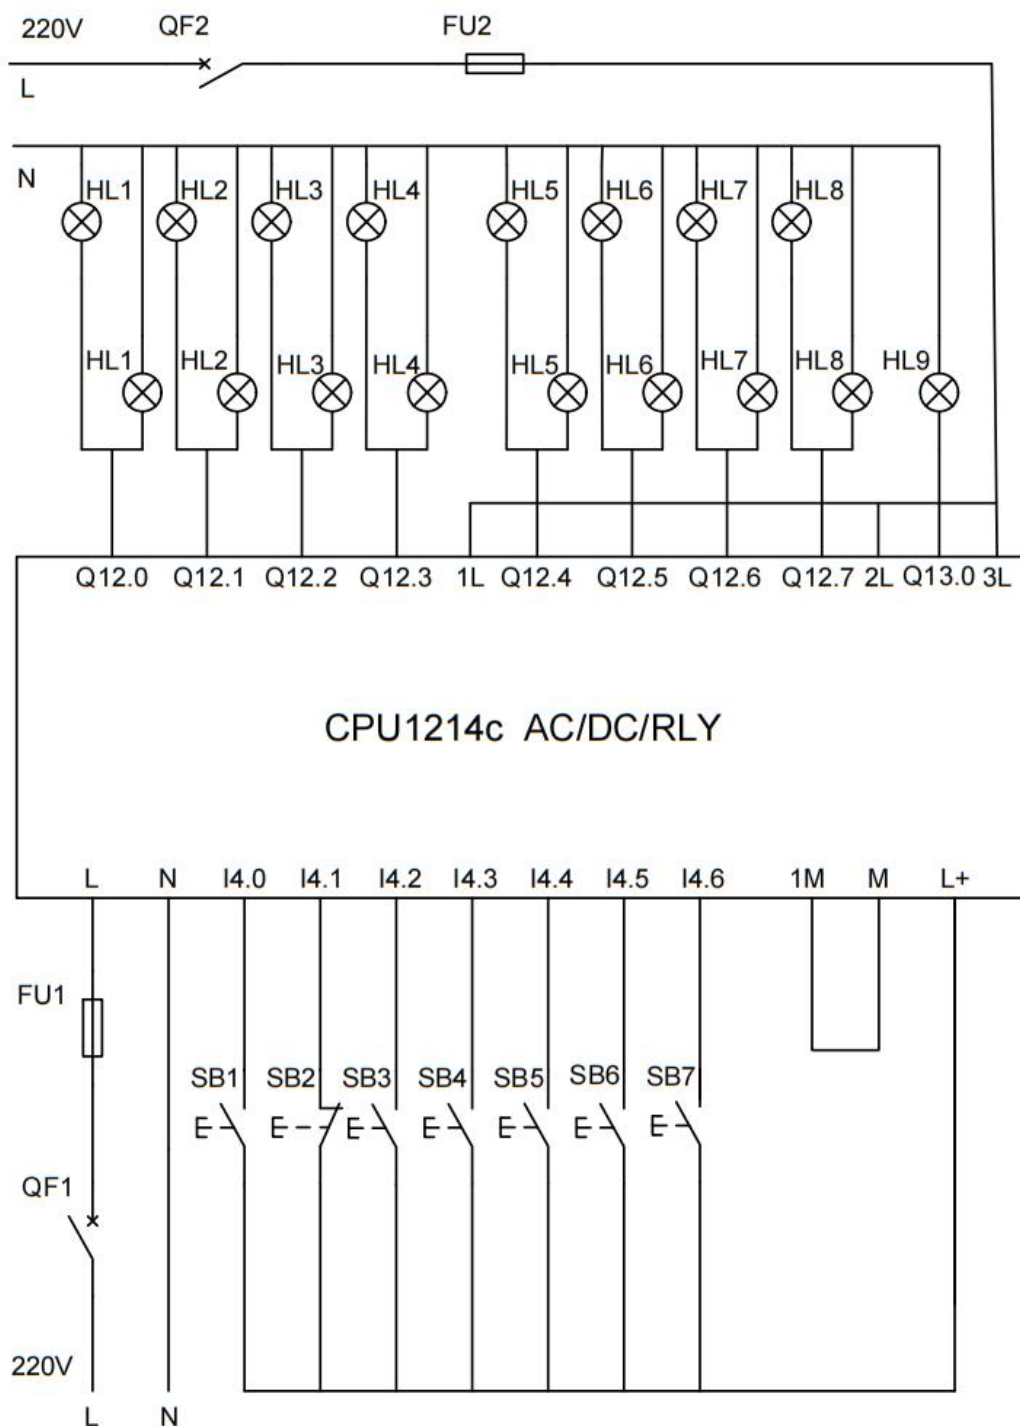 220V QF2 FU2
L
N
HL1 HL2 HL3 HL4 HL5 HL6 HL7 HL8
HL1 HL2 HL3 HL4 HL5 HL6 HL7 HL8 HL9
Q12.0 Q12.1 Q12.2 Q12.3 1L Q12.4 Q12.5 Q12.6 Q12.7 2L Q13.0 3L
CPU1214c AC/DC/RLY
L N I4.0 I4.1 I4.2 I4.3 I4.4 I4.5 I4.6 1M M L+
FU1
SB1 SB2 SB3 SB4 SB5 SB6 SB7
QF1
220V
L N